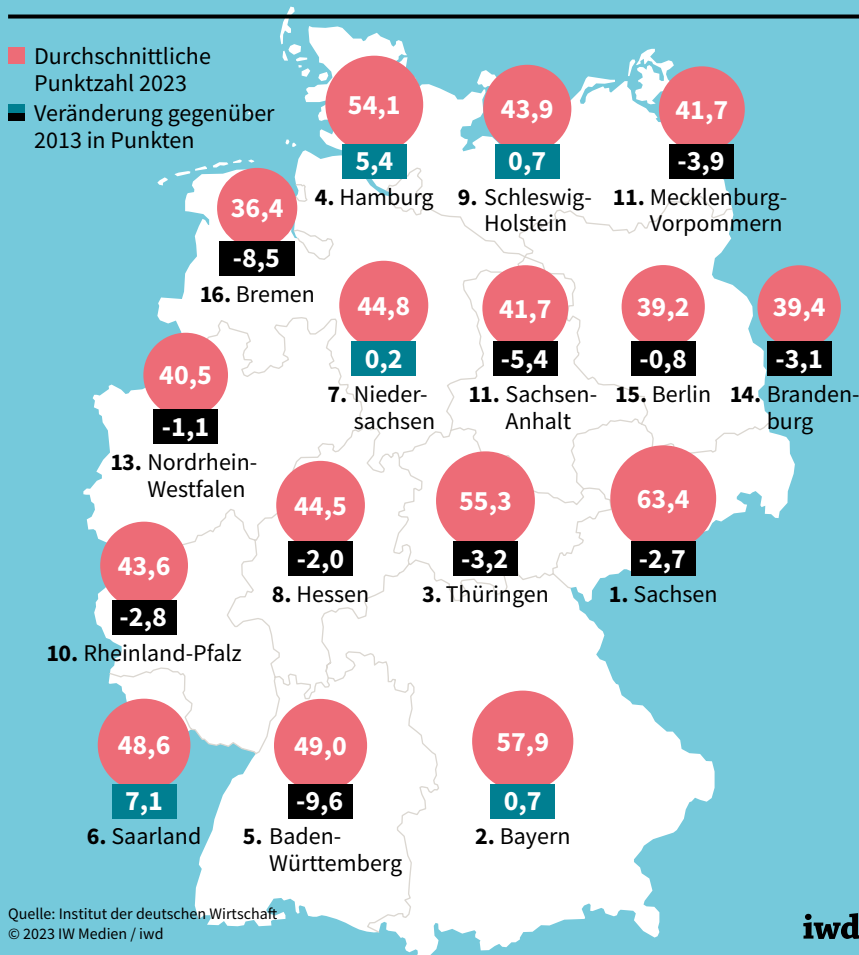 Durchschnittliche
Punktzahl 2023
Veränderung gegenüber
2013 in Punkten
54,1
5,4
4. Hamburg
43,9
0,7
9. Schleswig-
Holstein
41,7
-3,9
11. Mecklenburg-
Vorpommern
36,4
-8,5
16. Bremen
44,8
0,2
7. Nieder-
sachsen
41,7
-5,4
11. Sachsen-
Anhalt
39,2
-0,8
15. Berlin
39,4
-3,1
14. Branden-
burg
40,5
-1,1
13. Nordrhein-
Westfalen
44,5
-2,0
8. Hessen
55,3
-3,2
3. Thüringen
63,4
-2,7
1. Sachsen
43,6
-2,8
10. Rheinland-Pfalz
48,6
7,1
6. Saarland
49,0
-9,6
5. Baden-
Württemberg
57,9
0,7
2. Bayern
Quelle: Institut der deutschen Wirtschaft
© 2023 IW Medien / iwd
iwd